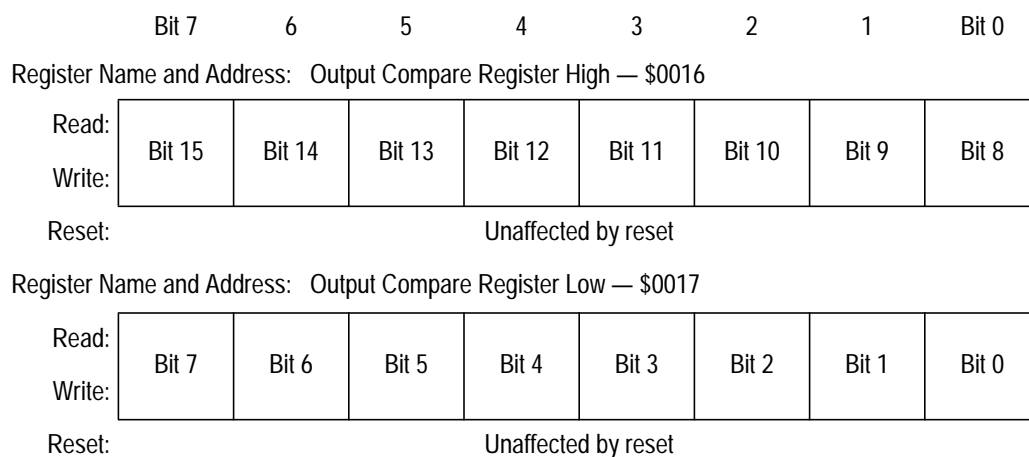 Bit 7 6 5 4 3 2 1 Bit 0
Register Name and Address: Output Compare Register High — $0016
Read:
Bit 15 Bit 14 Bit 13 Bit 12 Bit 11 Bit 10 Bit 9 Bit 8
Write:
Reset: Unaffected by reset
Register Name and Address: Output Compare Register Low — $0017
Read:
Bit 7 Bit 6 Bit 5 Bit 4 Bit 3 Bit 2 Bit 1 Bit 0
Write:
Reset: Unaffected by reset